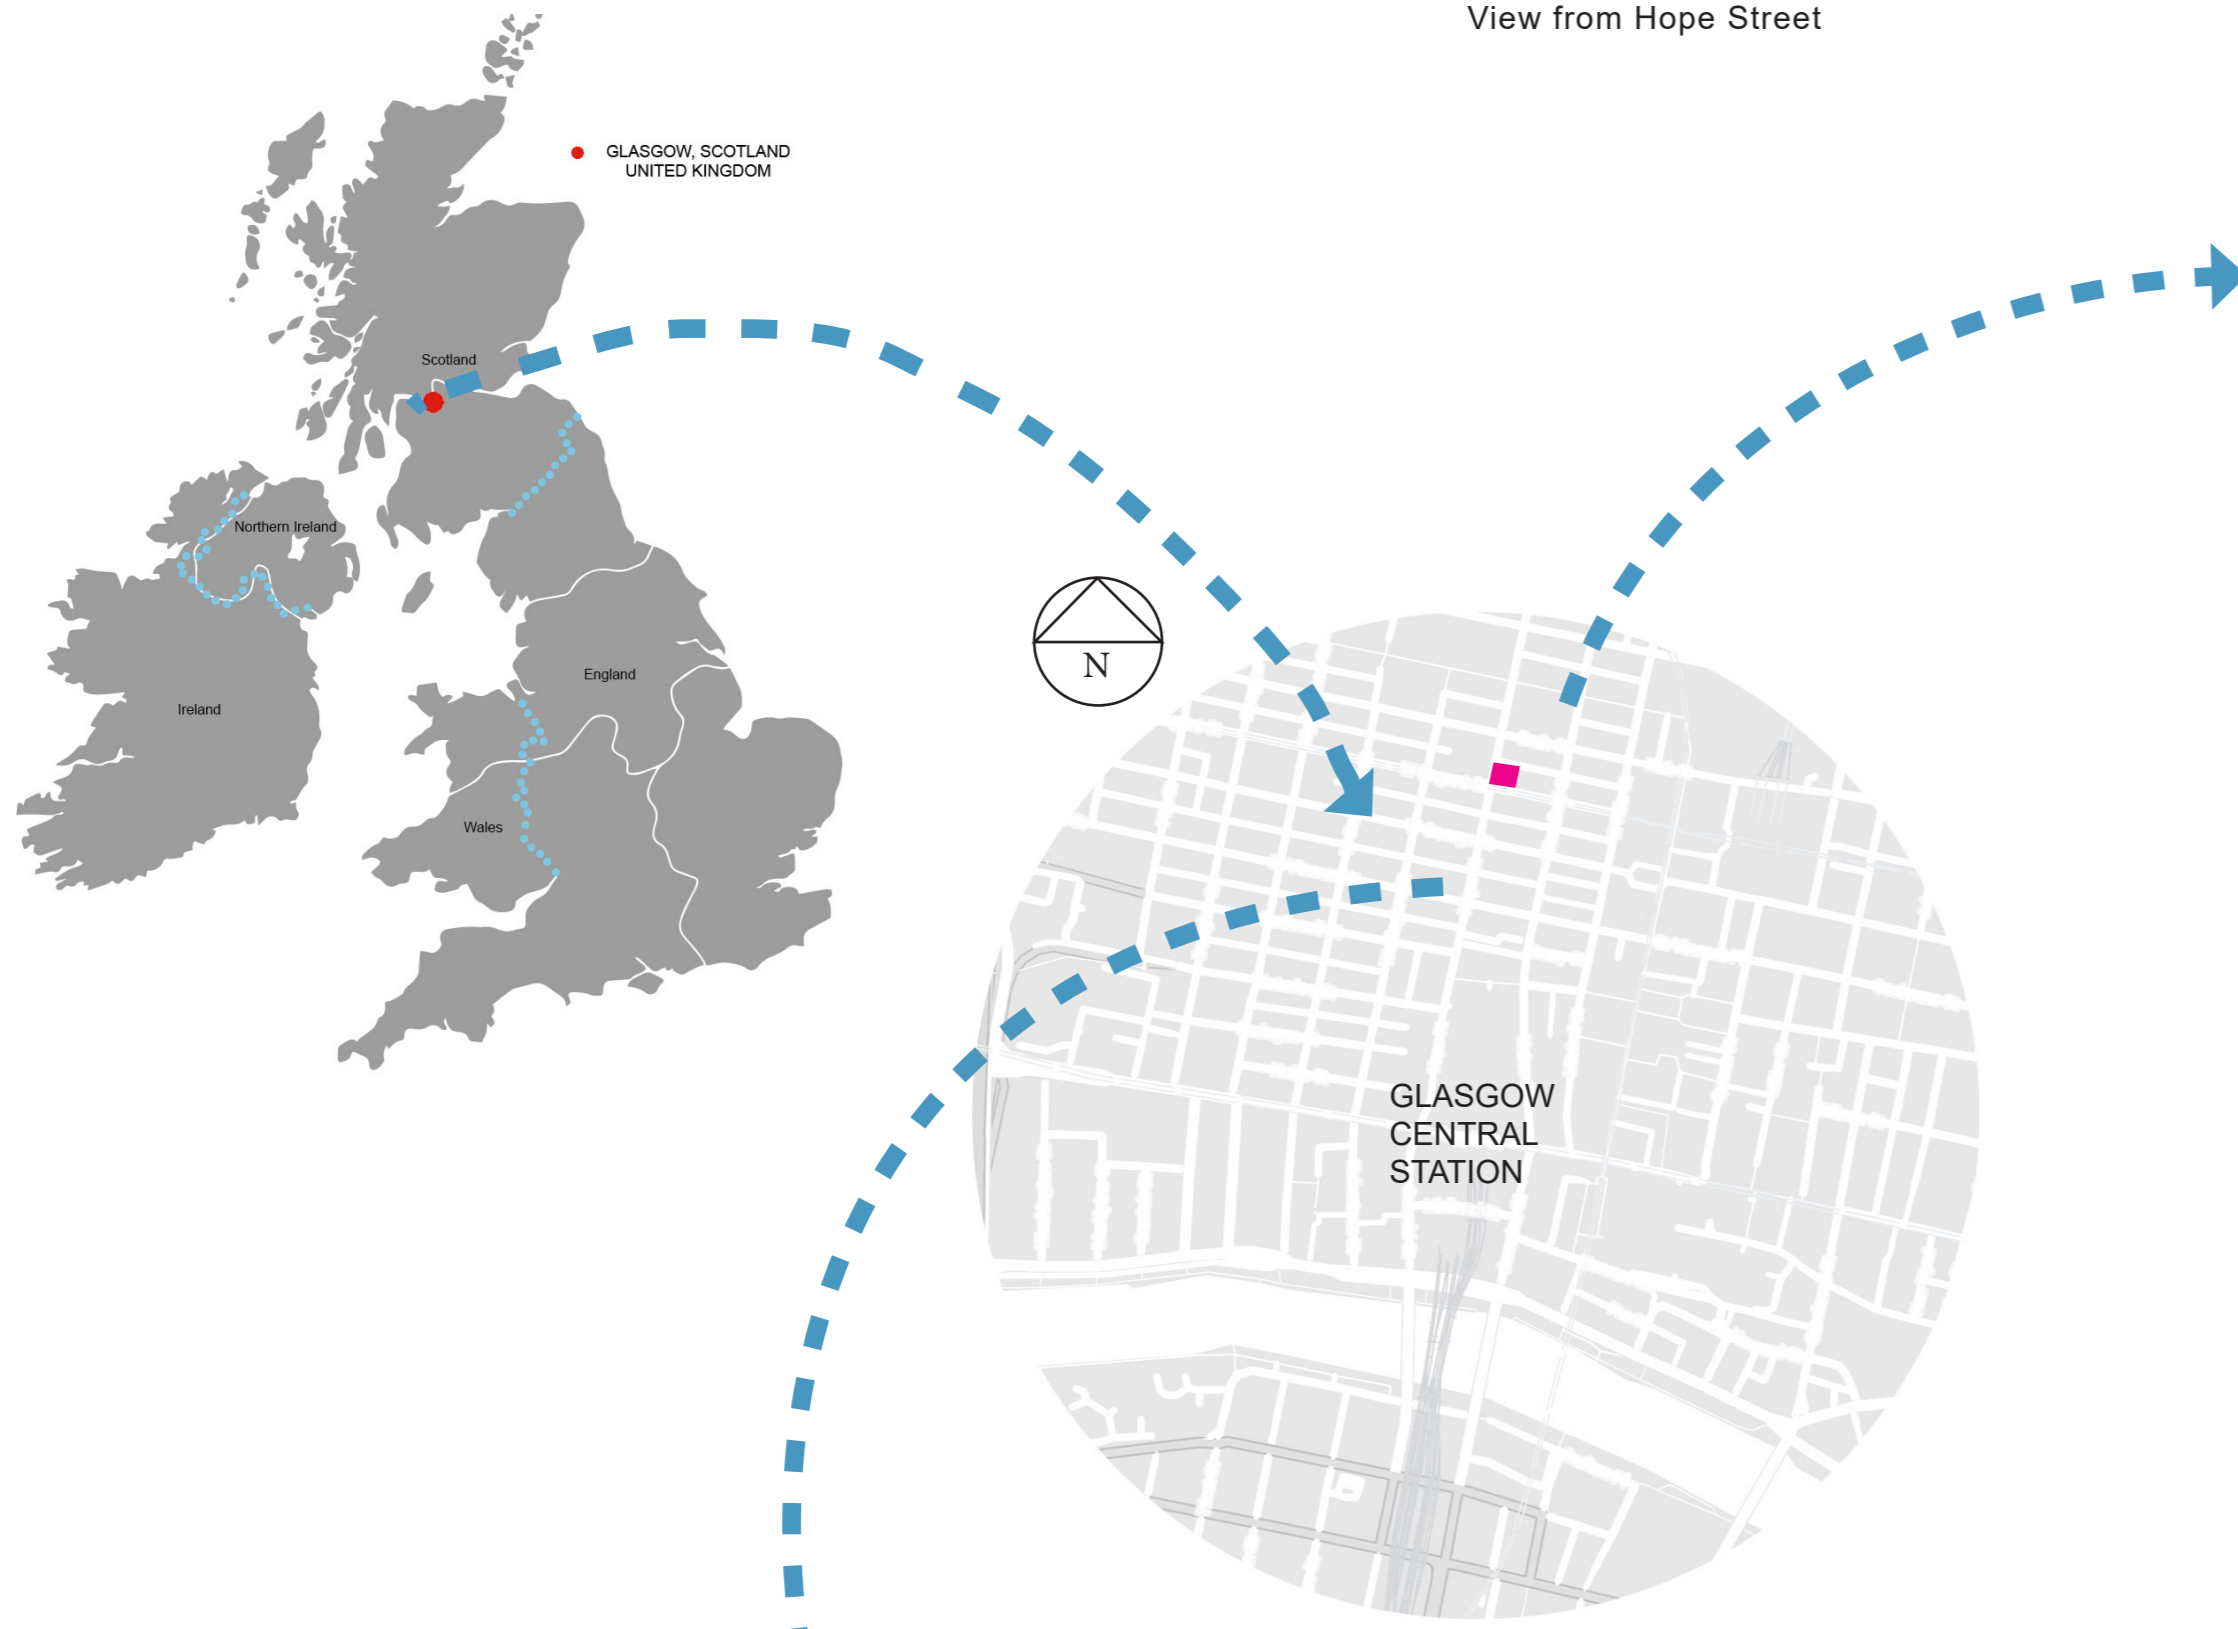 View from Hope Street
GLASGOW, SCOTLAND
UNITED KINGDOM
Scotland
Northern Ireland
N
England
Ireland
Wales
GLASGOW
CENTRAL
STATION